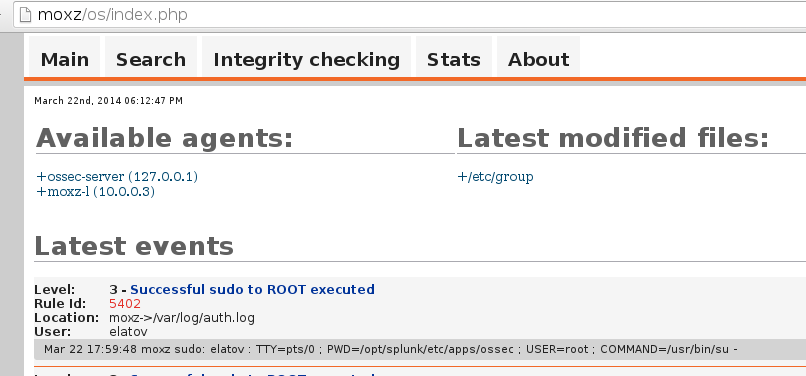 moxz/os/index.php
Main Search Integrity checking Stats About
March 22nd, 2014 06:12:47 PM
Available agents: Latest modified files:
+ossec-server (127.0.0.1) +/etc/group
+moxz-l (10.0.0.3)
Latest events
Level: 3 - Successful sudo to ROOT executed
Rule Id: 5402
Location: moxz->/var/log/auth.log
User: elatov
Mar 22 17:59:48 moxz sudo: elatov : TTY=pts/0 ; PWD=/opt/splunk/etc/apps/ossec ; USER=root ; COMMAND=/usr/bin/su -